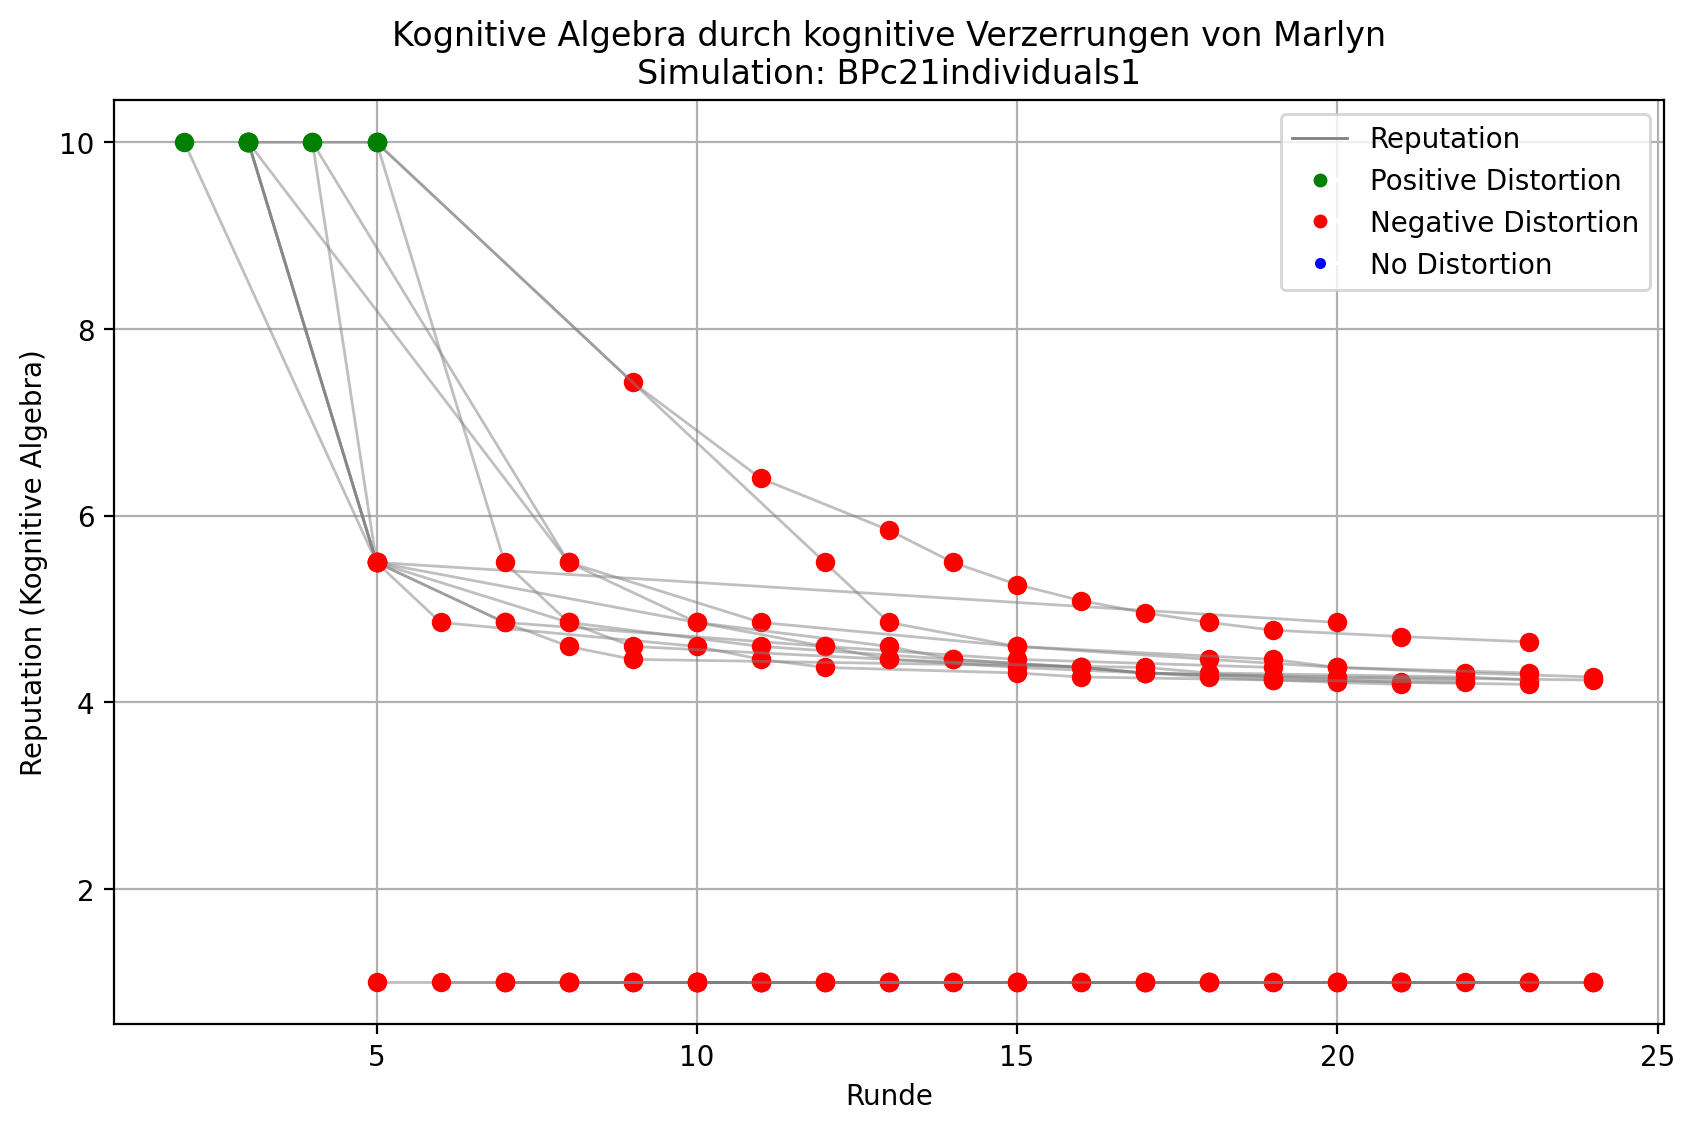 Kognitive Algebra durch kognitive Verzerrungen von Marlyn
Simulation: BPc21individuals1
Reputation
Positive Distortion
Negative Distortion
No Distortion
Reputation (Kognitive Algebra)
10
8
6
4
2
5
10
15
20
25
Runde